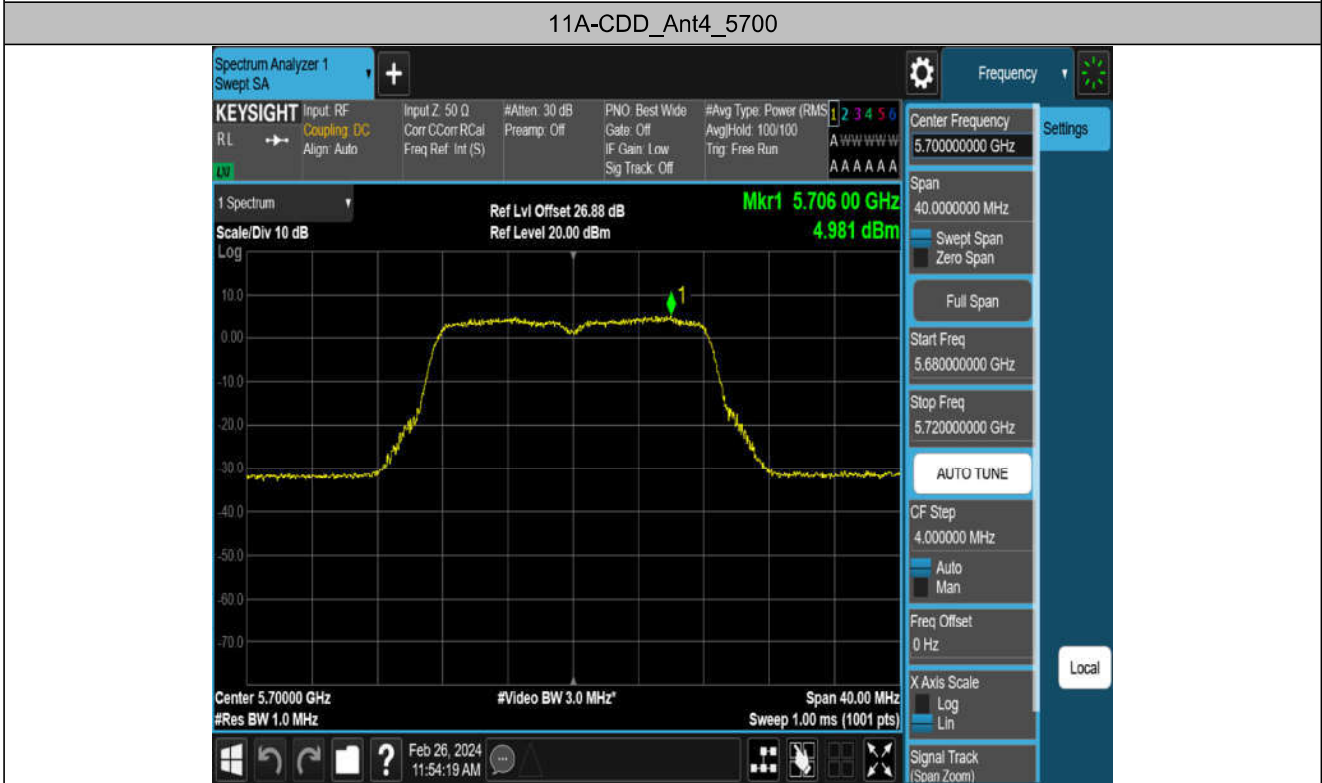 11A-CDD_Ant4_5700
Spectrum Analyzer 1
Swept SA
+
Frequency
KEYSIGHT
RL
LXI
Input: RF
Coupling: DC
Align: Auto
Input Z: 50 Ω
Corr CCorr RCal
Freq Ref: Int (S)
#Atten: 30 dB
Preamp: Off
PNO: Best Wide
Gate: Off
IF Gain: Low
Sig Track: Off
#Avg Type: Power (RMS
Avg|Hold: 100/100
Trig: Free Run
1 2 3 4 5 6
A W W W W W
A A A A A A
Center Frequency
5.700000000 GHz
Settings
1 Spectrum
Scale/Div 10 dB
Log
Ref Lvl Offset 26.88 dB
Ref Level 20.00 dBm
Mkr1 5.706 00 GHz
4.981 dBm
Span
40.0000000 MHz
Swept Span
Zero Span
Full Span
Start Freq
5.680000000 GHz
Stop Freq
5.720000000 GHz
AUTO TUNE
CF Step
4.000000 MHz
Auto
Man
Freq Offset
0 Hz
X Axis Scale
Log
Lin
Signal Track
(Span Zoom)
Local
1
10.0
0.00
-10.0
-20.0
-30.0
-40.0
-50.0
-60.0
-70.0
Center 5.70000 GHz
#Res BW 1.0 MHz
#Video BW 3.0 MHz*
Span 40.00 MHz
Sweep 1.00 ms (1001 pts)
?
Feb 26, 2024
11:54:19 AM